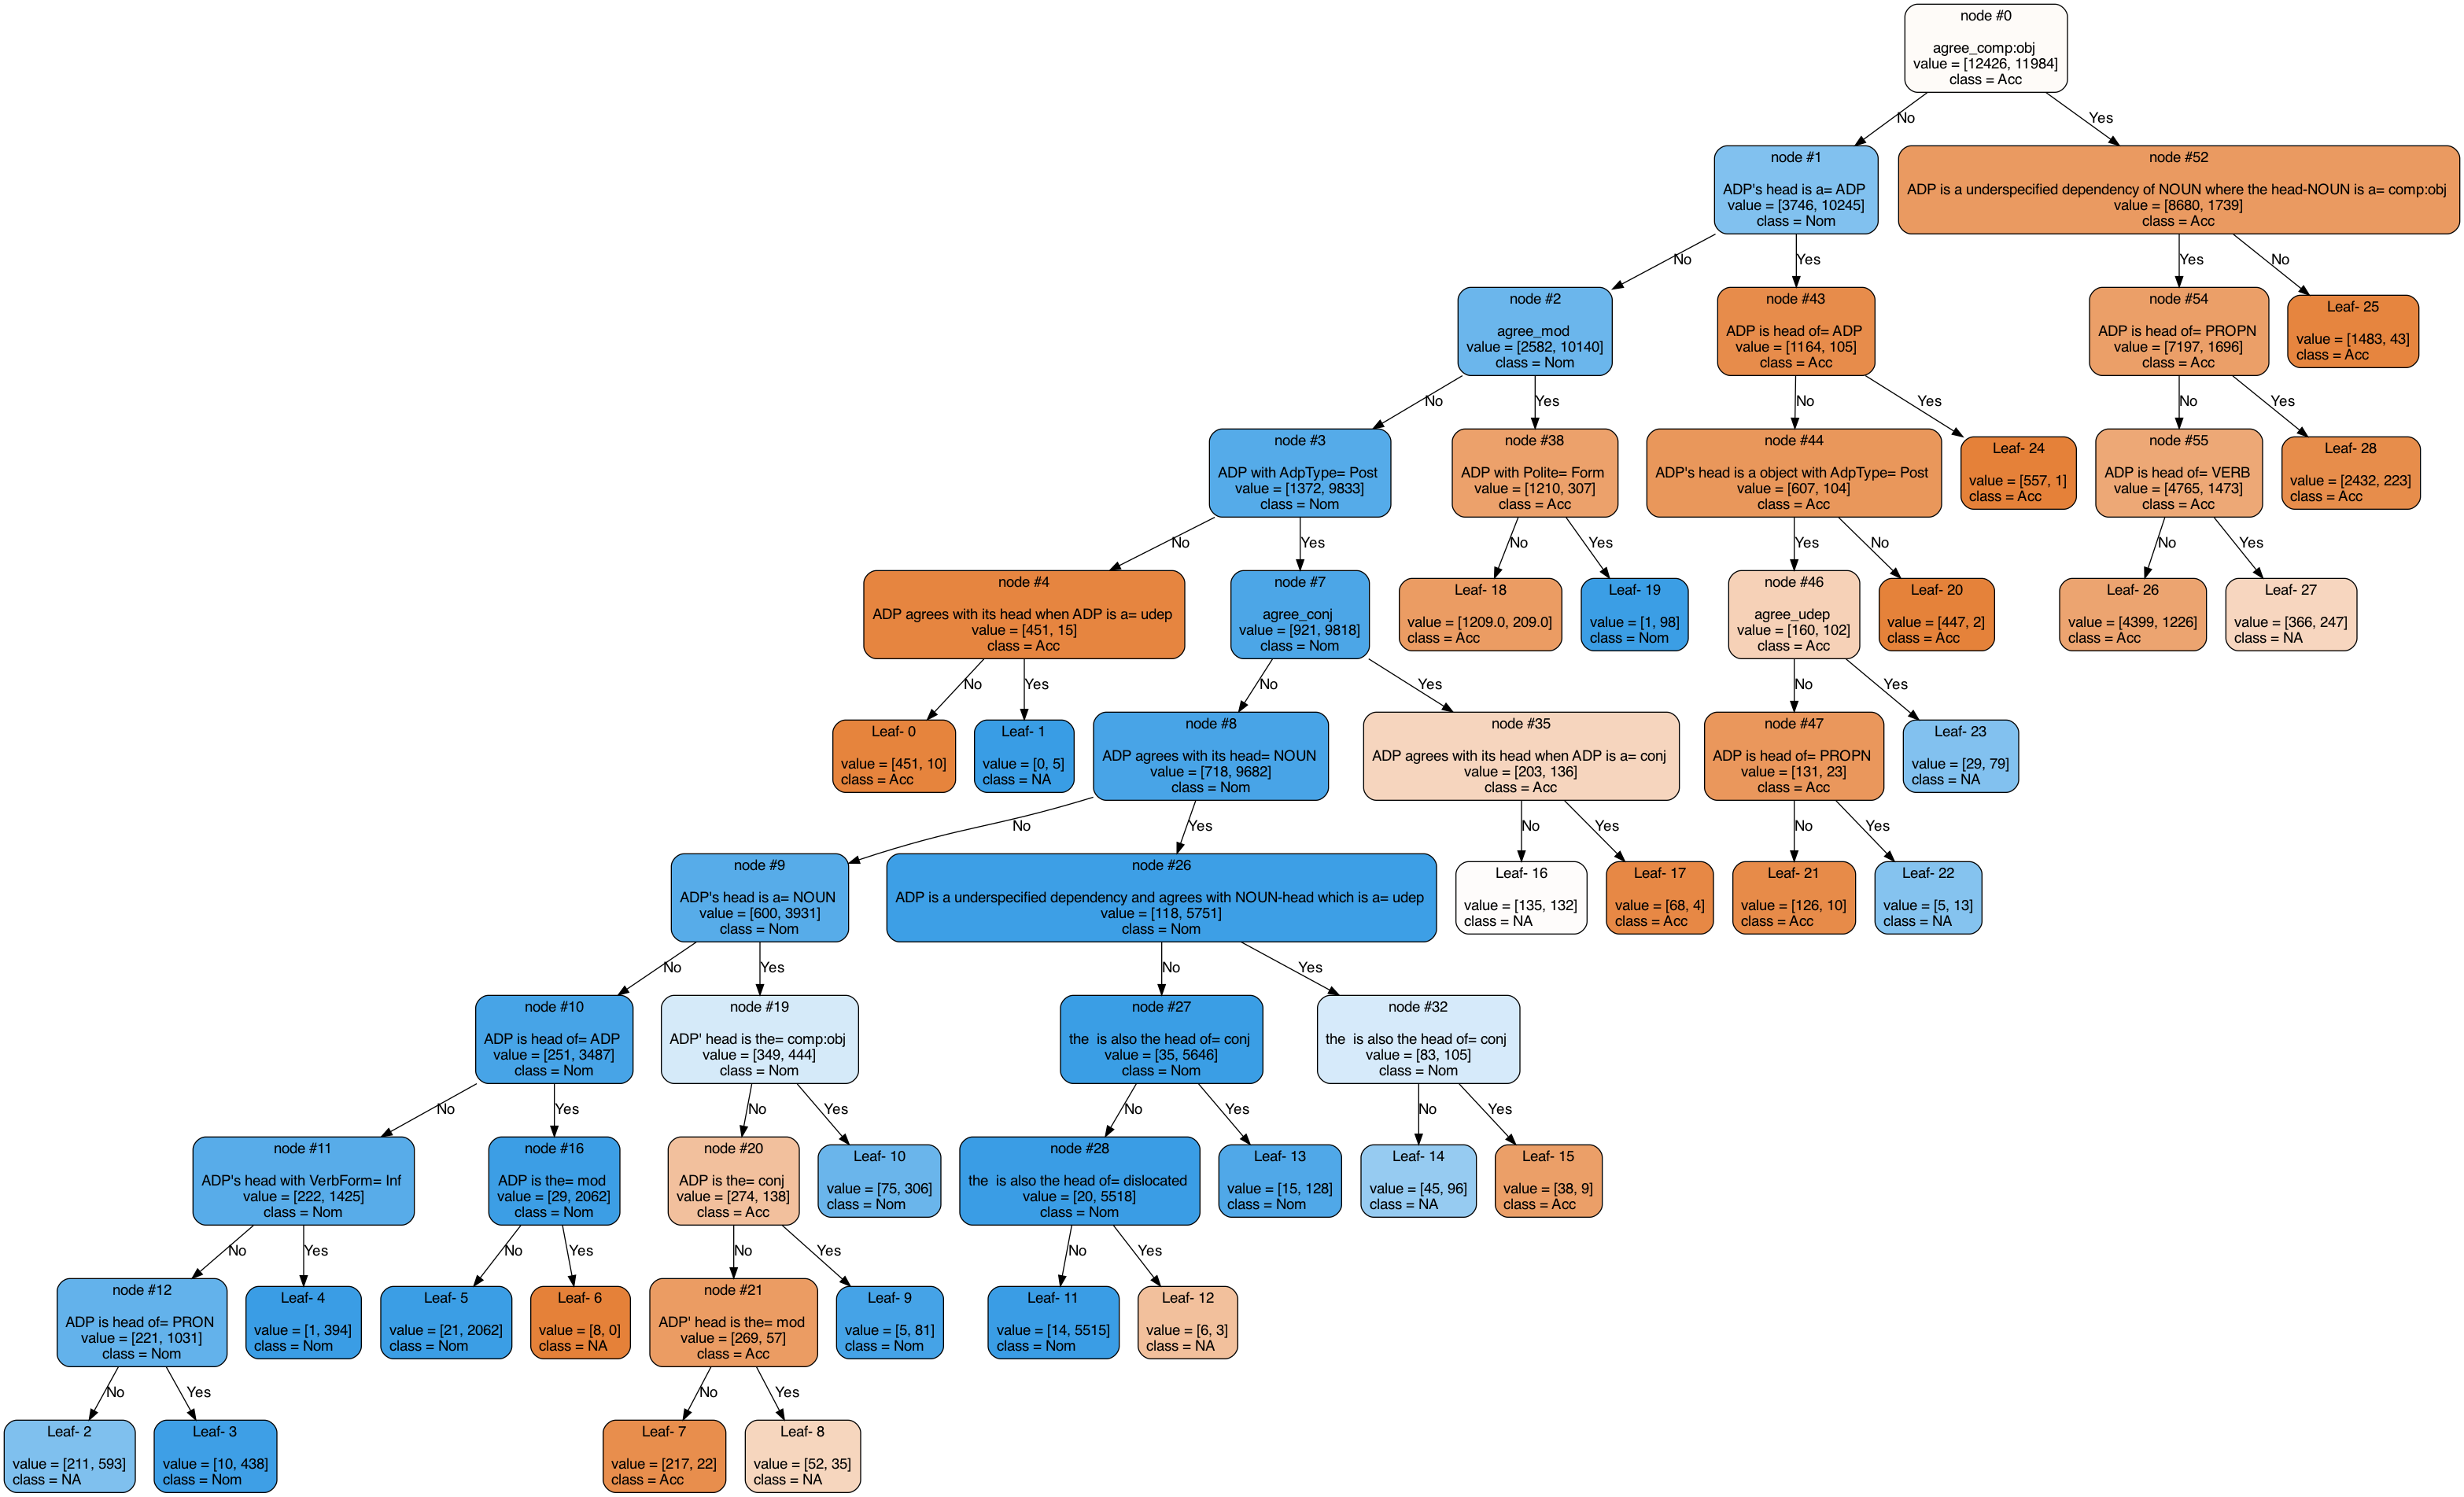 node #0
agree_comp:obj
value = [12426, 11984]
class = Acc
No
Yes
node #1
ADP's head is a= ADP
value = [3746, 10245]
class = Nom
node #52
ADP is a underspecified dependency of NOUN where the head-NOUN is a= comp:obj
value = [8680, 1739]
class = Acc
No
Yes
Yes
No
node #2
agree_mod
value = [2582, 10140]
class = Nom
node #43
ADP is head of= ADP
value = [1164, 105]
class = Acc
node #54
ADP is head of= PROPN
value = [7197, 1696]
class = Acc
Leaf- 25
value = [1483, 43]
class = Acc
No
Yes
No
Yes
No
Yes
node #3
ADP with AdpType= Post
value = [1372, 9833]
class = Nom
node #38
ADP with Polite= Form
value = [1210, 307]
class = Acc
node #44
ADP's head is a object with AdpType= Post
value = [607, 104]
class = Acc
Leaf- 24
value = [557, 1]
class = Acc
node #55
ADP is head of= VERB
value = [4765, 1473]
class = Acc
Leaf- 28
value = [2432, 223]
class = Acc
No
Yes
No
Yes
Yes
No
No
Yes
node #4
ADP agrees with its head when ADP is a= udep
value = [451, 15]
class = Acc
node #7
agree_conj
value = [921, 9818]
class = Nom
Leaf- 18
value = [1209.0, 209.0]
class = Acc
Leaf- 19
value = [1, 98]
class = Nom
node #46
agree_udep
value = [160, 102]
class = Acc
Leaf- 20
value = [447, 2]
class = Acc
Leaf- 26
value = [4399, 1226]
class = Acc
Leaf- 27
value = [366, 247]
class = NA
No
Yes
No
Yes
No
Yes
Leaf- 0
value = [451, 10]
class = Acc
Leaf- 1
value = [0, 5]
class = NA
node #8
ADP agrees with its head= NOUN
value = [718, 9682]
class = Nom
node #35
ADP agrees with its head when ADP is a= conj
value = [203, 136]
class = Acc
node #47
ADP is head of= PROPN
value = [131, 23]
class = Acc
Leaf- 23
value = [29, 79]
class = NA
No
Yes
No
Yes
No
Yes
node #9
ADP's head is a= NOUN
value = [600, 3931]
class = Nom
node #26
ADP is a underspecified dependency and agrees with NOUN-head which is a= udep
value = [118, 5751]
class = Nom
Leaf- 16
value = [135, 132]
class = NA
Leaf- 17
value = [68, 4]
class = Acc
Leaf- 21
value = [126, 10]
class = Acc
Leaf- 22
value = [5, 13]
class = NA
No
Yes
No
Yes
node #10
ADP is head of= ADP
value = [251, 3487]
class = Nom
node #19
ADP' head is the= comp:obj
value = [349, 444]
class = Nom
node #27
the  is also the head of= conj
value = [35, 5646]
class = Nom
node #32
the  is also the head of= conj
value = [83, 105]
class = Nom
No
Yes
No
Yes
No
Yes
No
Yes
node #11
ADP's head with VerbForm= Inf
value = [222, 1425]
class = Nom
node #16
ADP is the= mod
value = [29, 2062]
class = Nom
node #20
ADP is the= conj
value = [274, 138]
class = Acc
Leaf- 10
value = [75, 306]
class = Nom
node #28
the  is also the head of= dislocated
value = [20, 5518]
class = Nom
Leaf- 13
value = [15, 128]
class = Nom
Leaf- 14
value = [45, 96]
class = NA
Leaf- 15
value = [38, 9]
class = Acc
No
Yes
No
Yes
No
Yes
No
Yes
node #12
ADP is head of= PRON
value = [221, 1031]
class = Nom
Leaf- 4
value = [1, 394]
class = Nom
Leaf- 5
value = [21, 2062]
class = Nom
Leaf- 6
value = [8, 0]
class = NA
node #21
ADP' head is the= mod
value = [269, 57]
class = Acc
Leaf- 9
value = [5, 81]
class = Nom
Leaf- 11
value = [14, 5515]
class = Nom
Leaf- 12
value = [6, 3]
class = NA
No
Yes
No
Yes
Leaf- 2
value = [211, 593]
class = NA
Leaf- 3
value = [10, 438]
class = Nom
Leaf- 7
value = [217, 22]
class = Acc
Leaf- 8
value = [52, 35]
class = NA